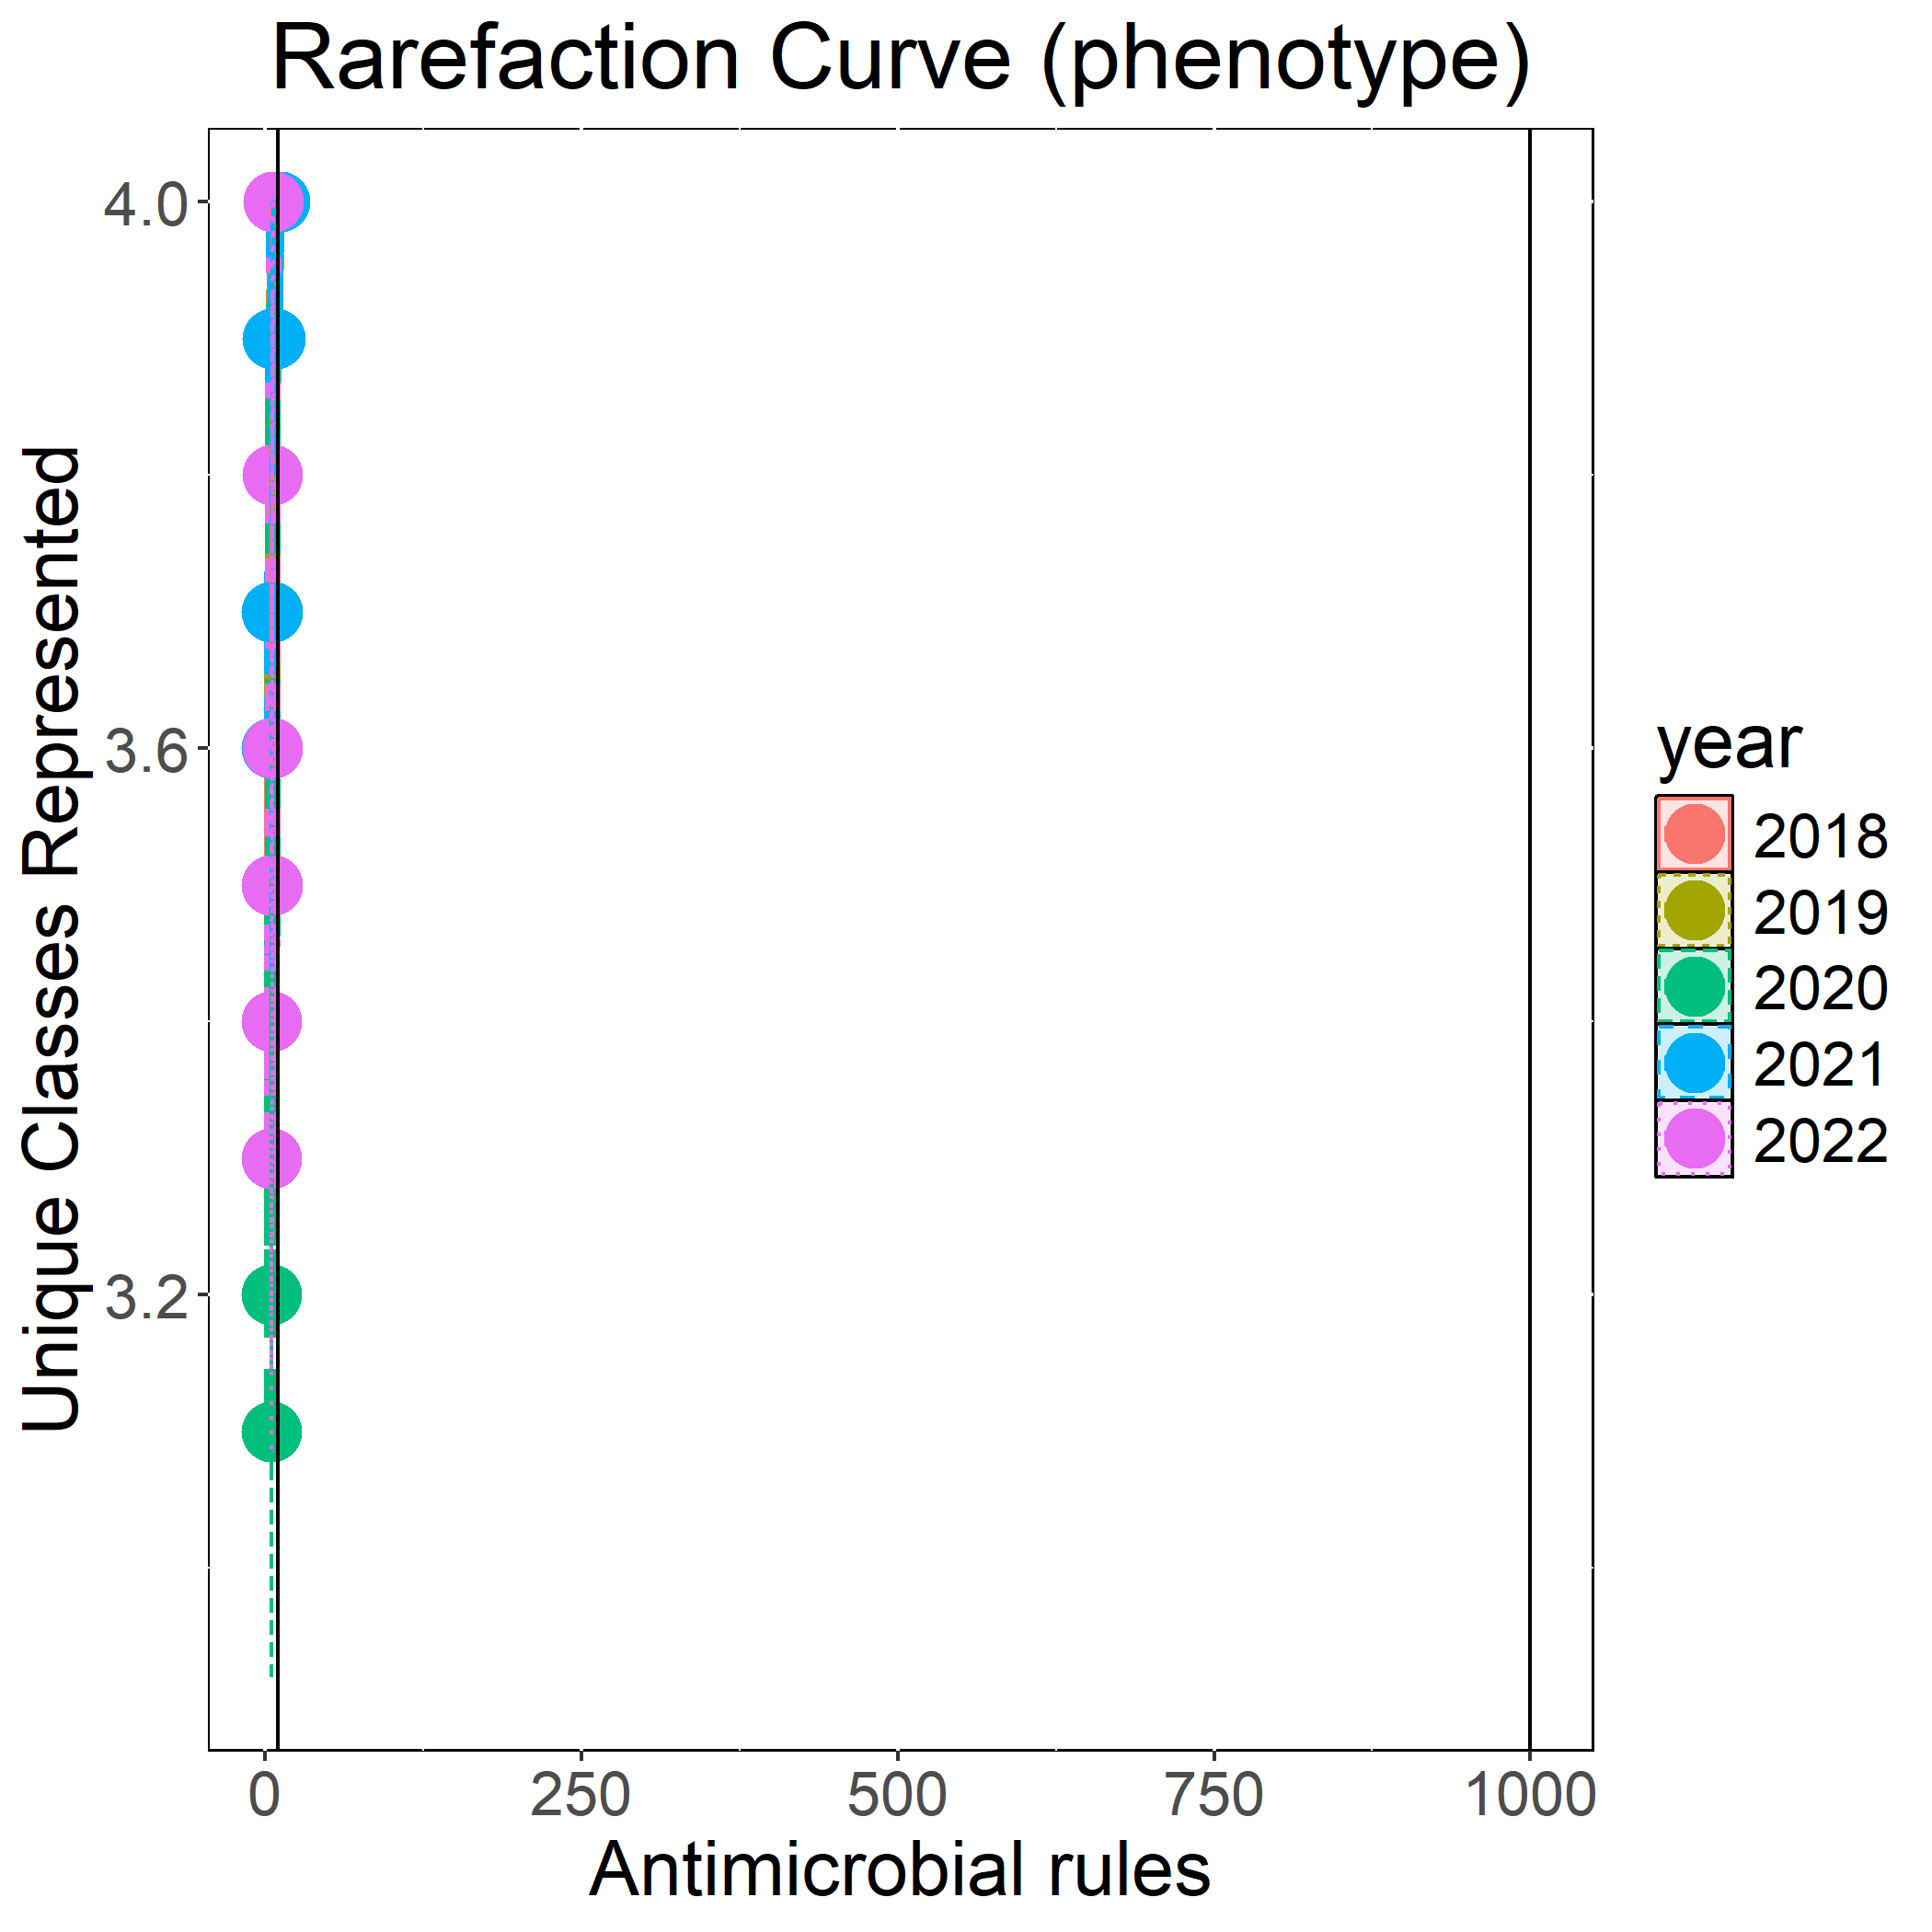 Rarefaction Curve (phenotype)
Unique Classes Represented
4.0
3.6
3.2
0 250 500 750 1000
Antimicrobial rules
year
2018
2019
2020
2021
2022